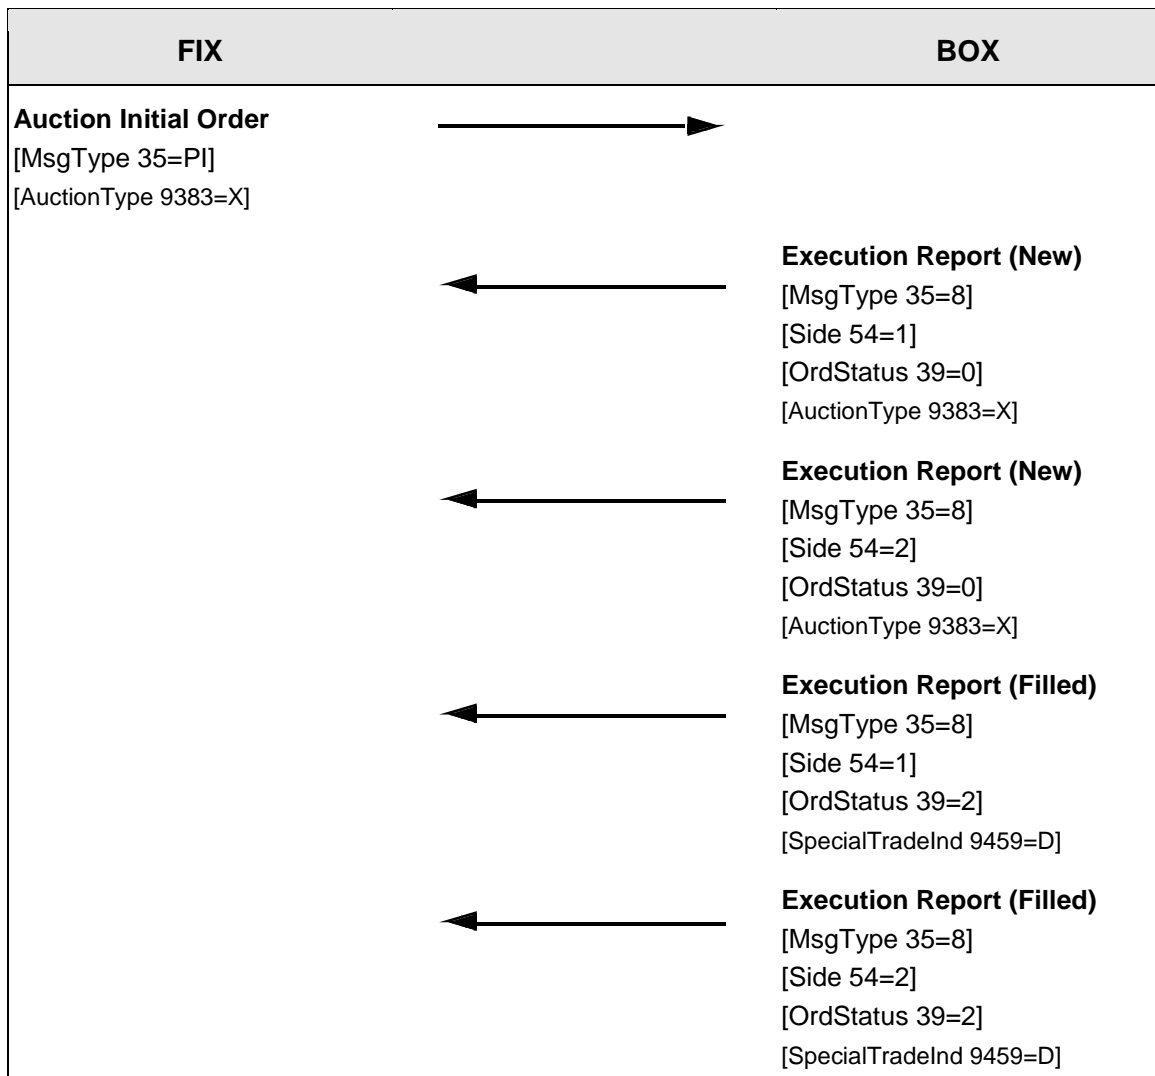 FIX
BOX
Auction Initial Order
[MsgType 35=PI]
[AuctionType 9383=X]
Execution Report (New)
[MsgType 35=8]
[Side 54=1]
[OrdStatus 39=0]
[AuctionType 9383=X]
Execution Report (New)
[MsgType 35=8]
[Side 54=2]
[OrdStatus 39=0]
[AuctionType 9383=X]
Execution Report (Filled)
[MsgType 35=8]
[Side 54=1]
[OrdStatus 39=2]
[SpecialTradeInd 9459=D]
Execution Report (Filled)
[MsgType 35=8]
[Side 54=2]
[OrdStatus 39=2]
[SpecialTradeInd 9459=D]